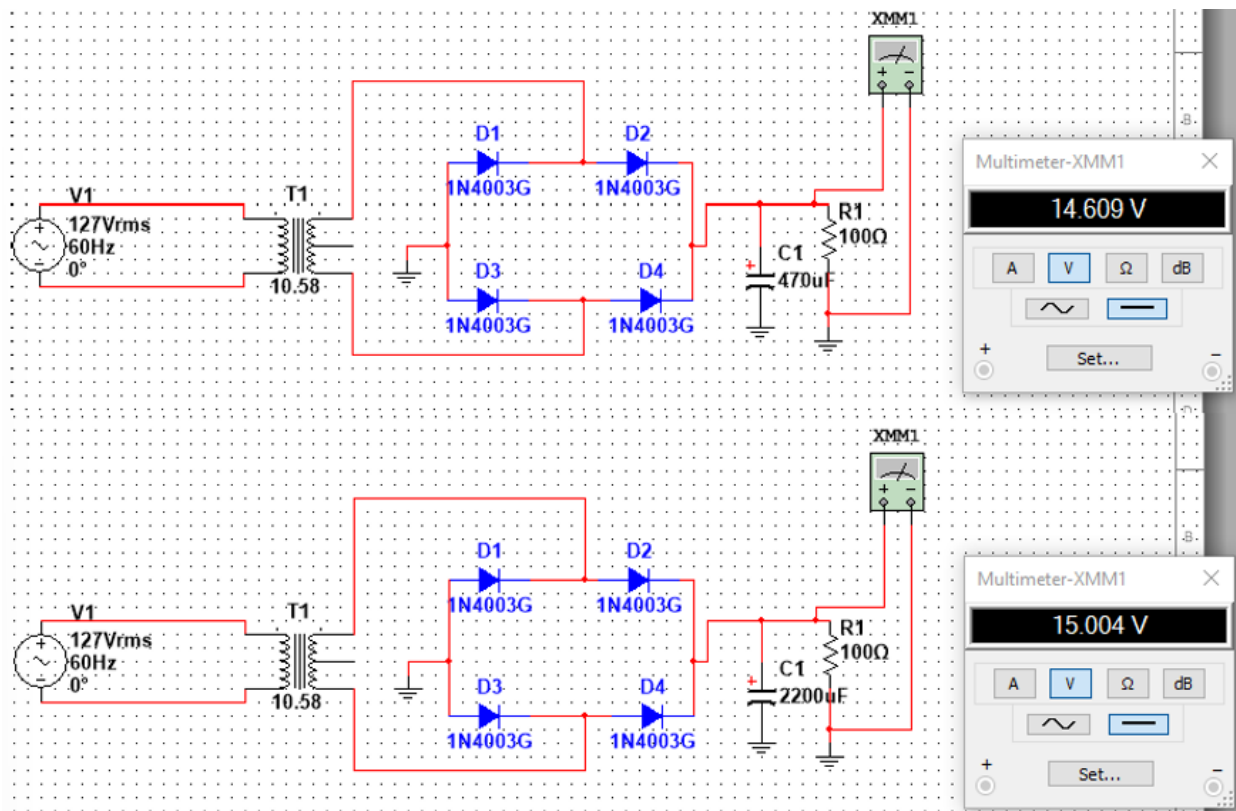 XMM1
+ −
B
D1
D2
1N4003G
1N4003G
V1
T1
127Vrms
60Hz
0°
10.58
R1
100Ω
D3
D4
C1
470uF
1N4003G
1N4003G
Multimeter-XMM1
14.609 V
A V Ω dB
+
Set...
−
XMM1
+ −
B
D1
D2
1N4003G
1N4003G
V1
T1
127Vrms
60Hz
0°
10.58
R1
100Ω
D3
D4
C1
2200uF
1N4003G
1N4003G
Multimeter-XMM1
15.004 V
A V Ω dB
+
Set...
−